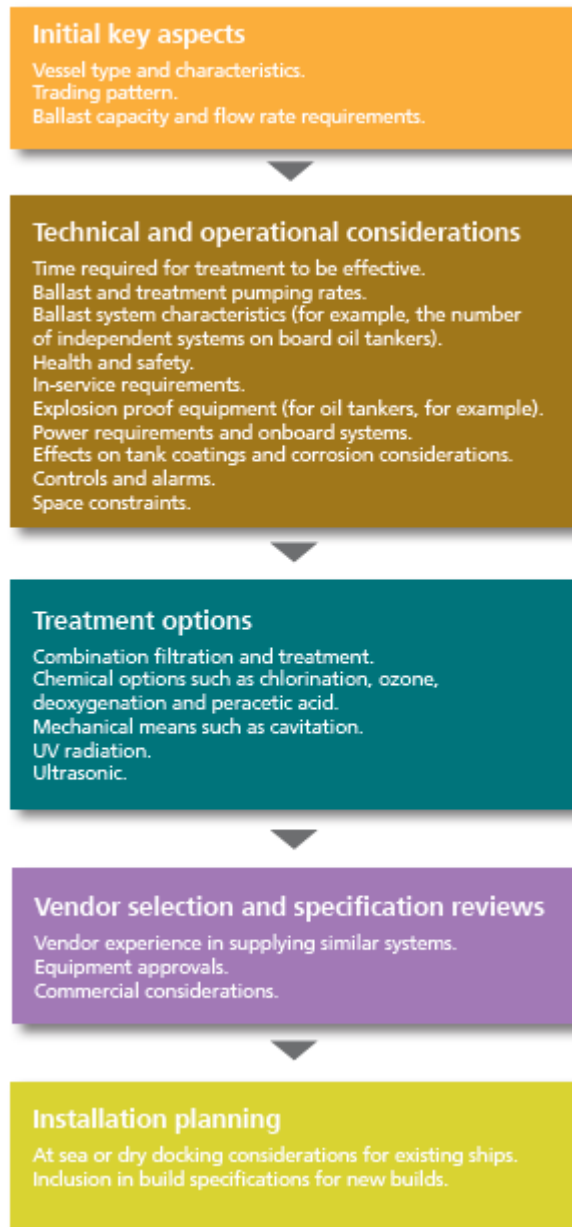 Initial key aspects
Vessel type and characteristics.
Trading pattern.
Ballast capacity and flow rate requirements.
Technical and operational considerations
Time required for treatment to be effective.
Ballast and treatment pumping rates.
Ballast system characteristics (for example, the number
of independent systems on board oil tankers).
Health and safety.
In-service requirements.
Explosion proof equipment (for oil tankers, for example).
Power requirements and onboard systems.
Effects on tank coatings and corrosion considerations.
Controls and alarms.
Space constraints.
Treatment options
Combination filtration and treatment.
Chemical options such as chlorination, ozone,
deoxygenation and peracetic acid.
Mechanical means such as cavitation.
UV radiation.
Ultrasonic.
Vendor selection and specification reviews
Vendor experience in supplying similar systems.
Equipment approvals.
Commercial considerations.
Installation planning
At sea or dry docking considerations for existing ships.
Inclusion in build specifications for new builds.